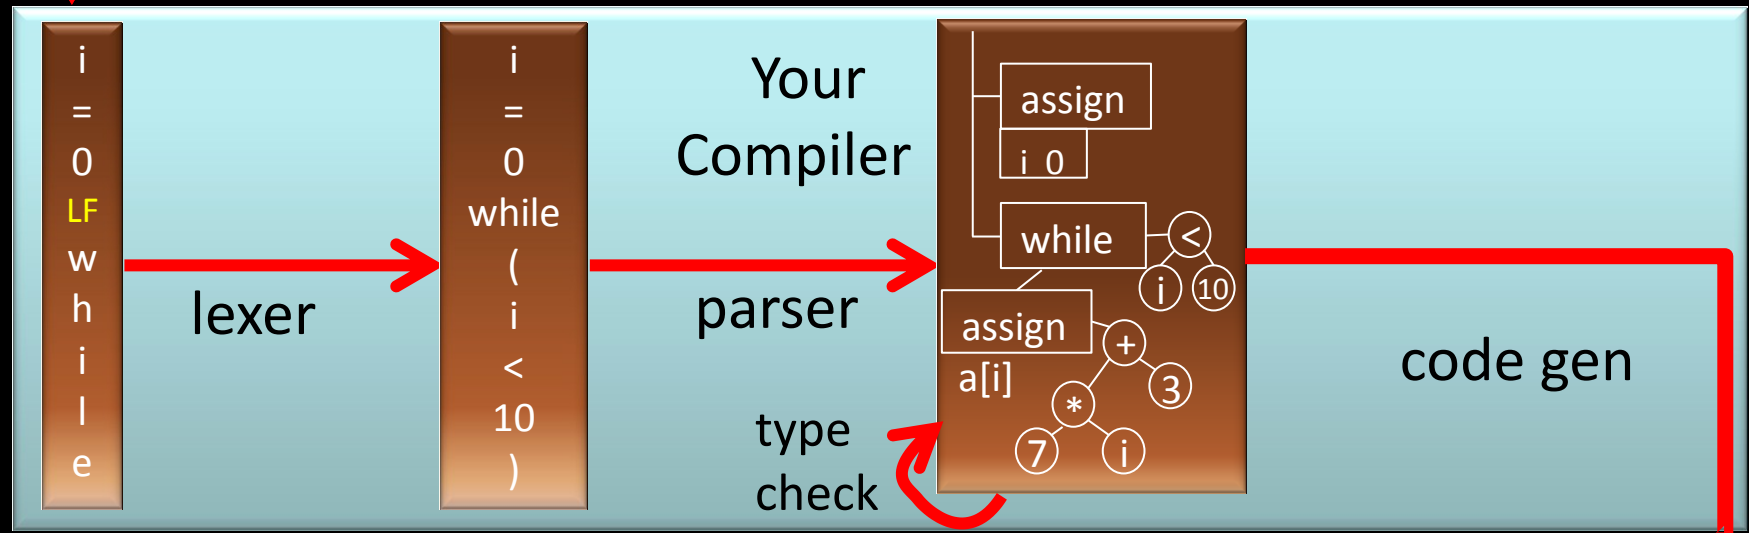 i
=
0
LF
w
h
i
l
e
lexer
i
=
0
while
(
i
<
10
)
Your
Compiler
parser
type
check
assign
i 0
while
<
i
10
assign
a[i]
+
*
3
7
i
code gen